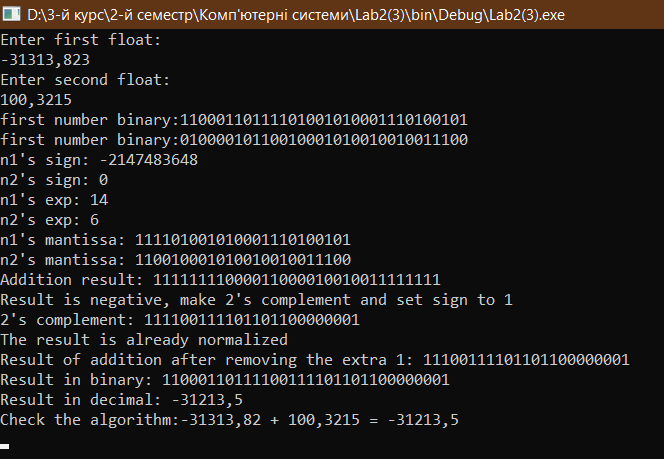 D:\3-й курс\2-й семестр\Комп'ютерні системи\Lab2(3)\bin\Debug\Lab2(3).exe
Enter first float:
-31313,823
Enter second float:
100,3215
first number binary:11000110111101001010001110100101
first number binary:01000010110010001010010010011100
n1's sign: -2147483648
n2's sign: 0
n1's exp: 14
n2's exp: 6
n1's mantissa: 111101001010001110100101
n2's mantissa: 110010001010010010011100
Addition result: 11111111000011000010010011111111
Result is negative, make 2's complement and set sign to 1
2's complement: 111100111101101100000001
The result is already normalized
Result of addition after removing the extra 1: 11100111101101100000001
Result in binary: 11000110111100111101101100000001
Result in decimal: -31213,5
Check the algorithm:-31313,82 + 100,3215 = -31213,5